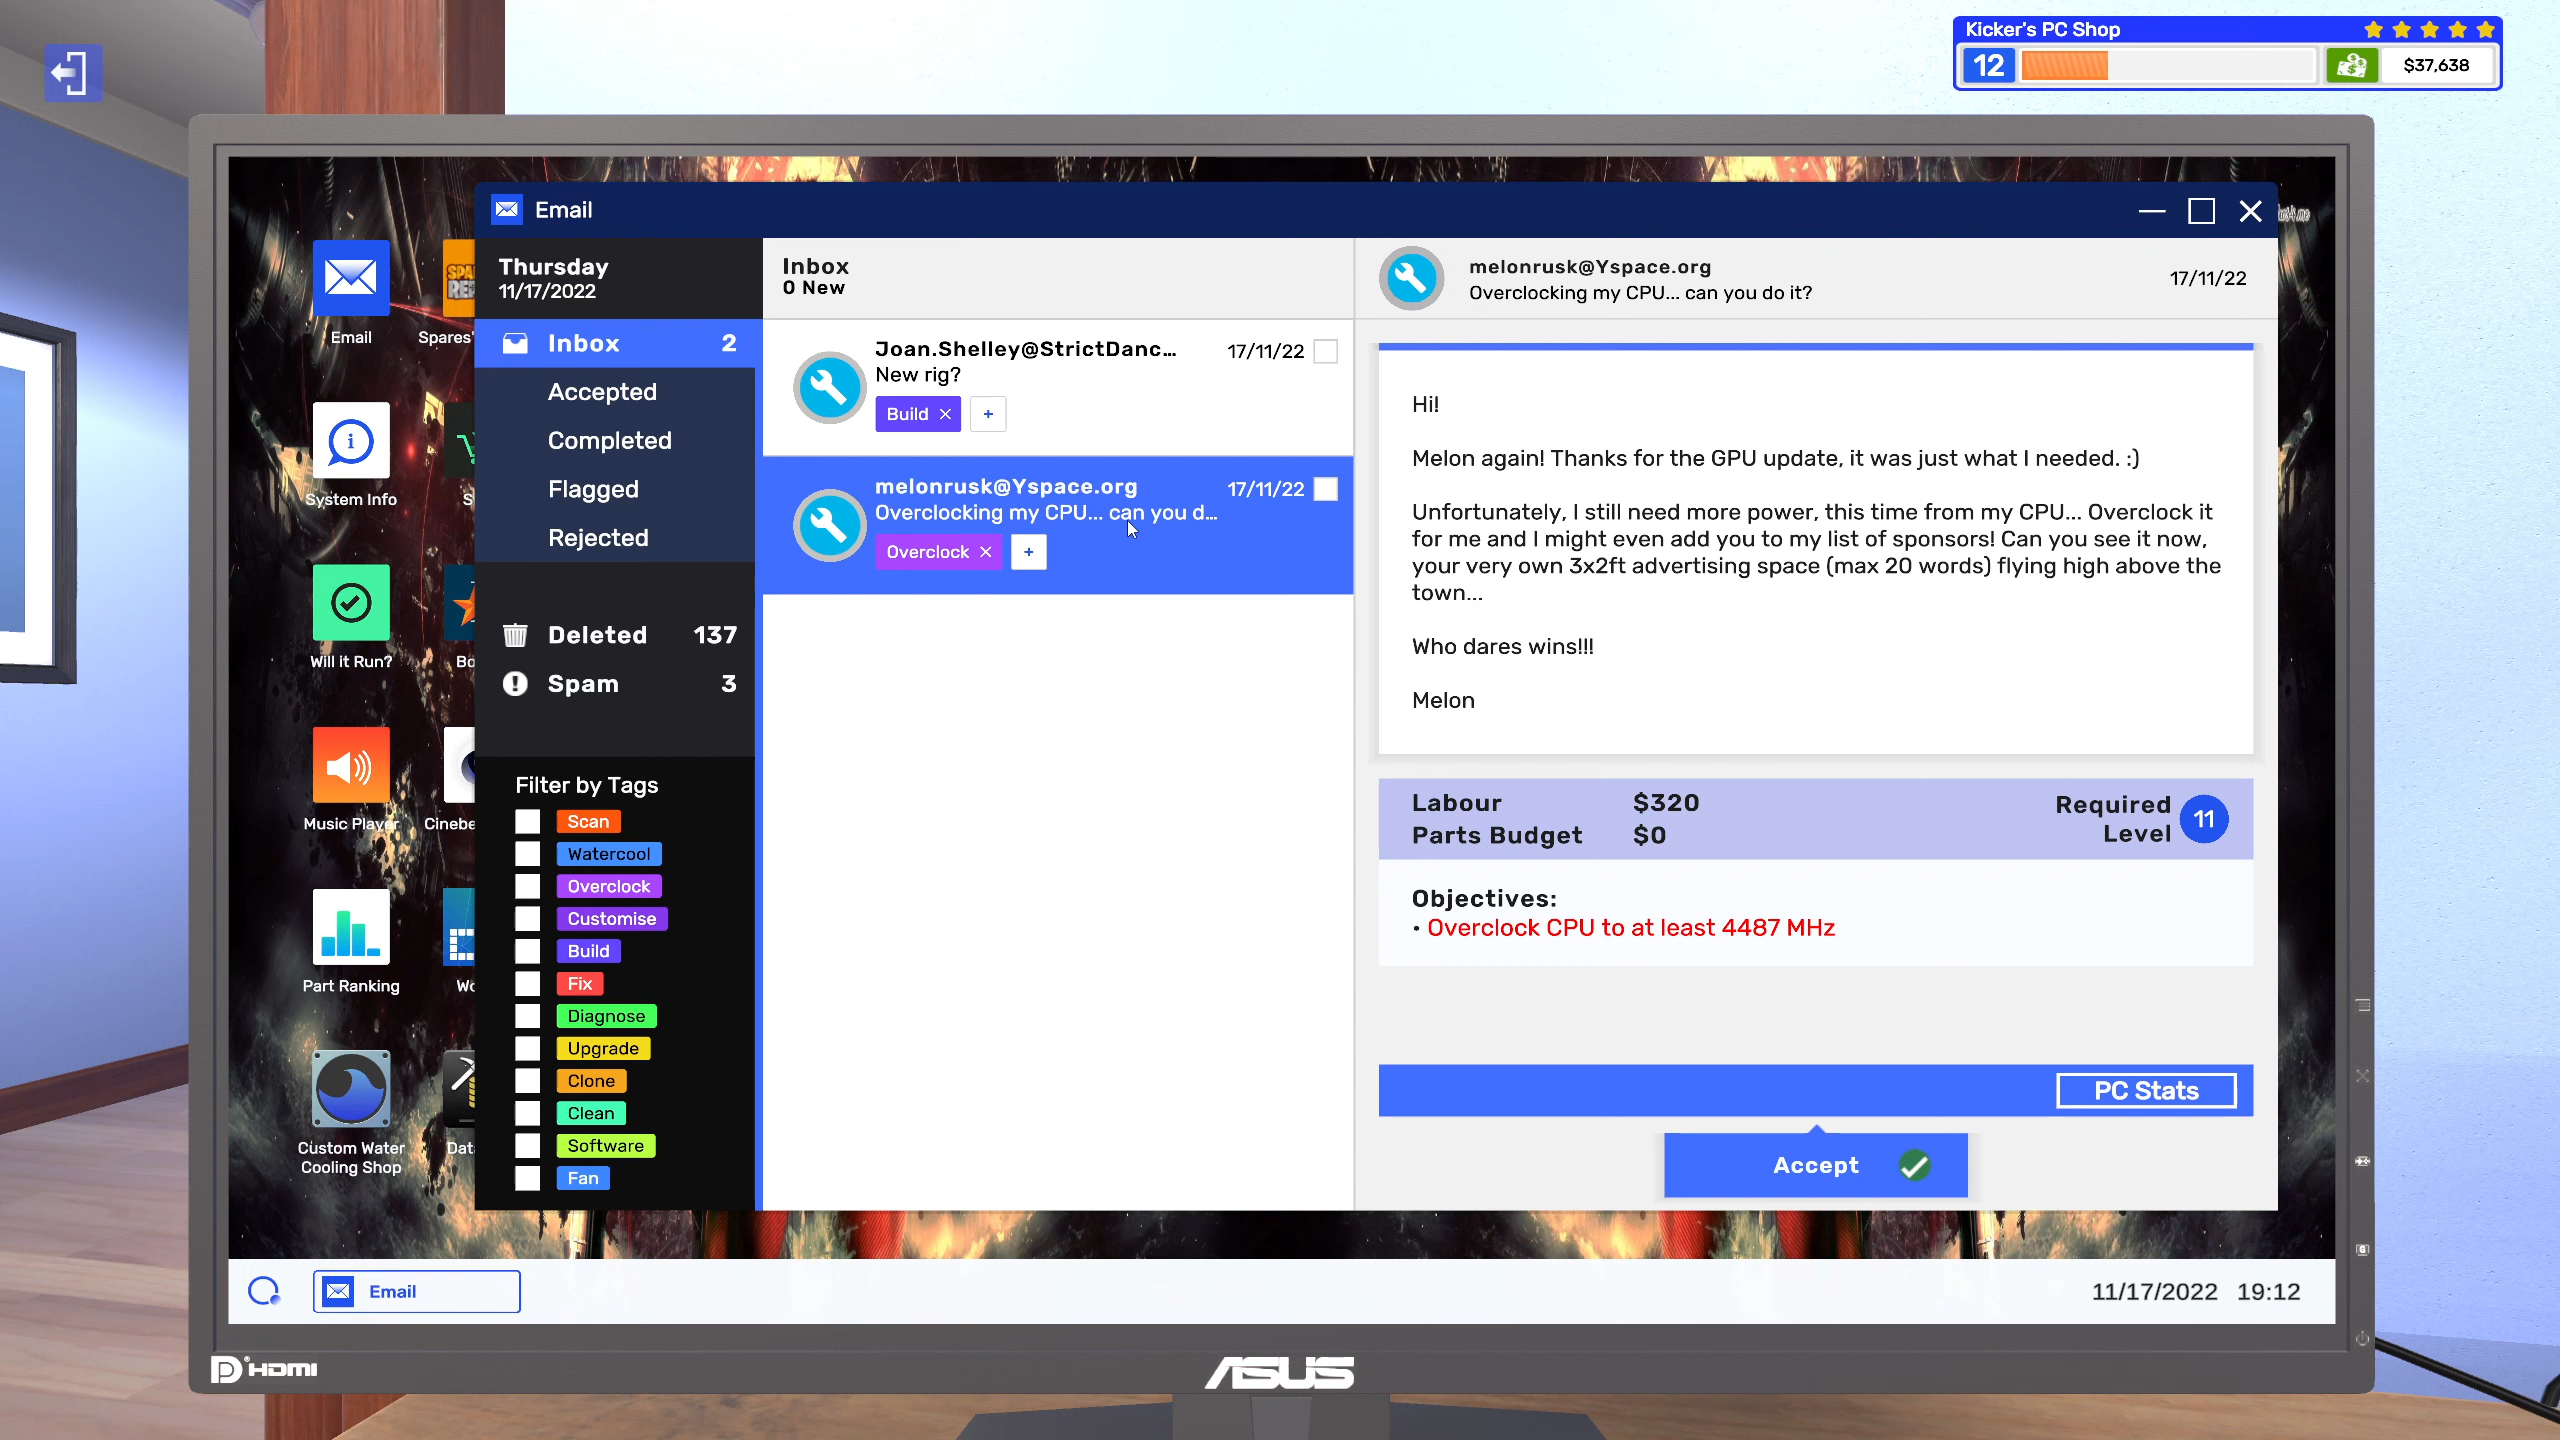 Kicker's PC Shop
12
$37,638
Email
Thursday
11/17/2022
Inbox 2
Accepted
Completed
Flagged
Rejected
Deleted 137
Spam 3
Filter by Tags
Scan
Watercool
Overclock
Customise
Build
Fix
Diagnose
Upgrade
Clone
Clean
Software
Fan
Inbox
0 New
Joan.Shelley@StrictDanc...
17/11/22
New rig?
Build ×
+
melonrusk@Yspace.org
17/11/22
Overclocking my CPU... can you d...
Overclock ×
+
melonrusk@Yspace.org
Overclocking my CPU... can you do it?
17/11/22
Hi!
Melon again! Thanks for the GPU update, it was just what I needed. :)
Unfortunately, I still need more power, this time from my CPU... Overclock it
for me and I might even add you to my list of sponsors! Can you see it now,
your very own 3x2ft advertising space (max 20 words) flying high above the
town...
Who dares wins!!!
Melon
Labour $320
Parts Budget $0
Required
Level
11
Objectives:
• Overclock CPU to at least 4487 MHz
PC Stats
Accept
Email
Spares'
System Info
S
Will it Run?
Bo
Music Player
Cinebe
Part Ranking
Wo
Custom Water
Cooling Shop
Dat
Email
11/17/2022 19:12
HDMI
ASUS